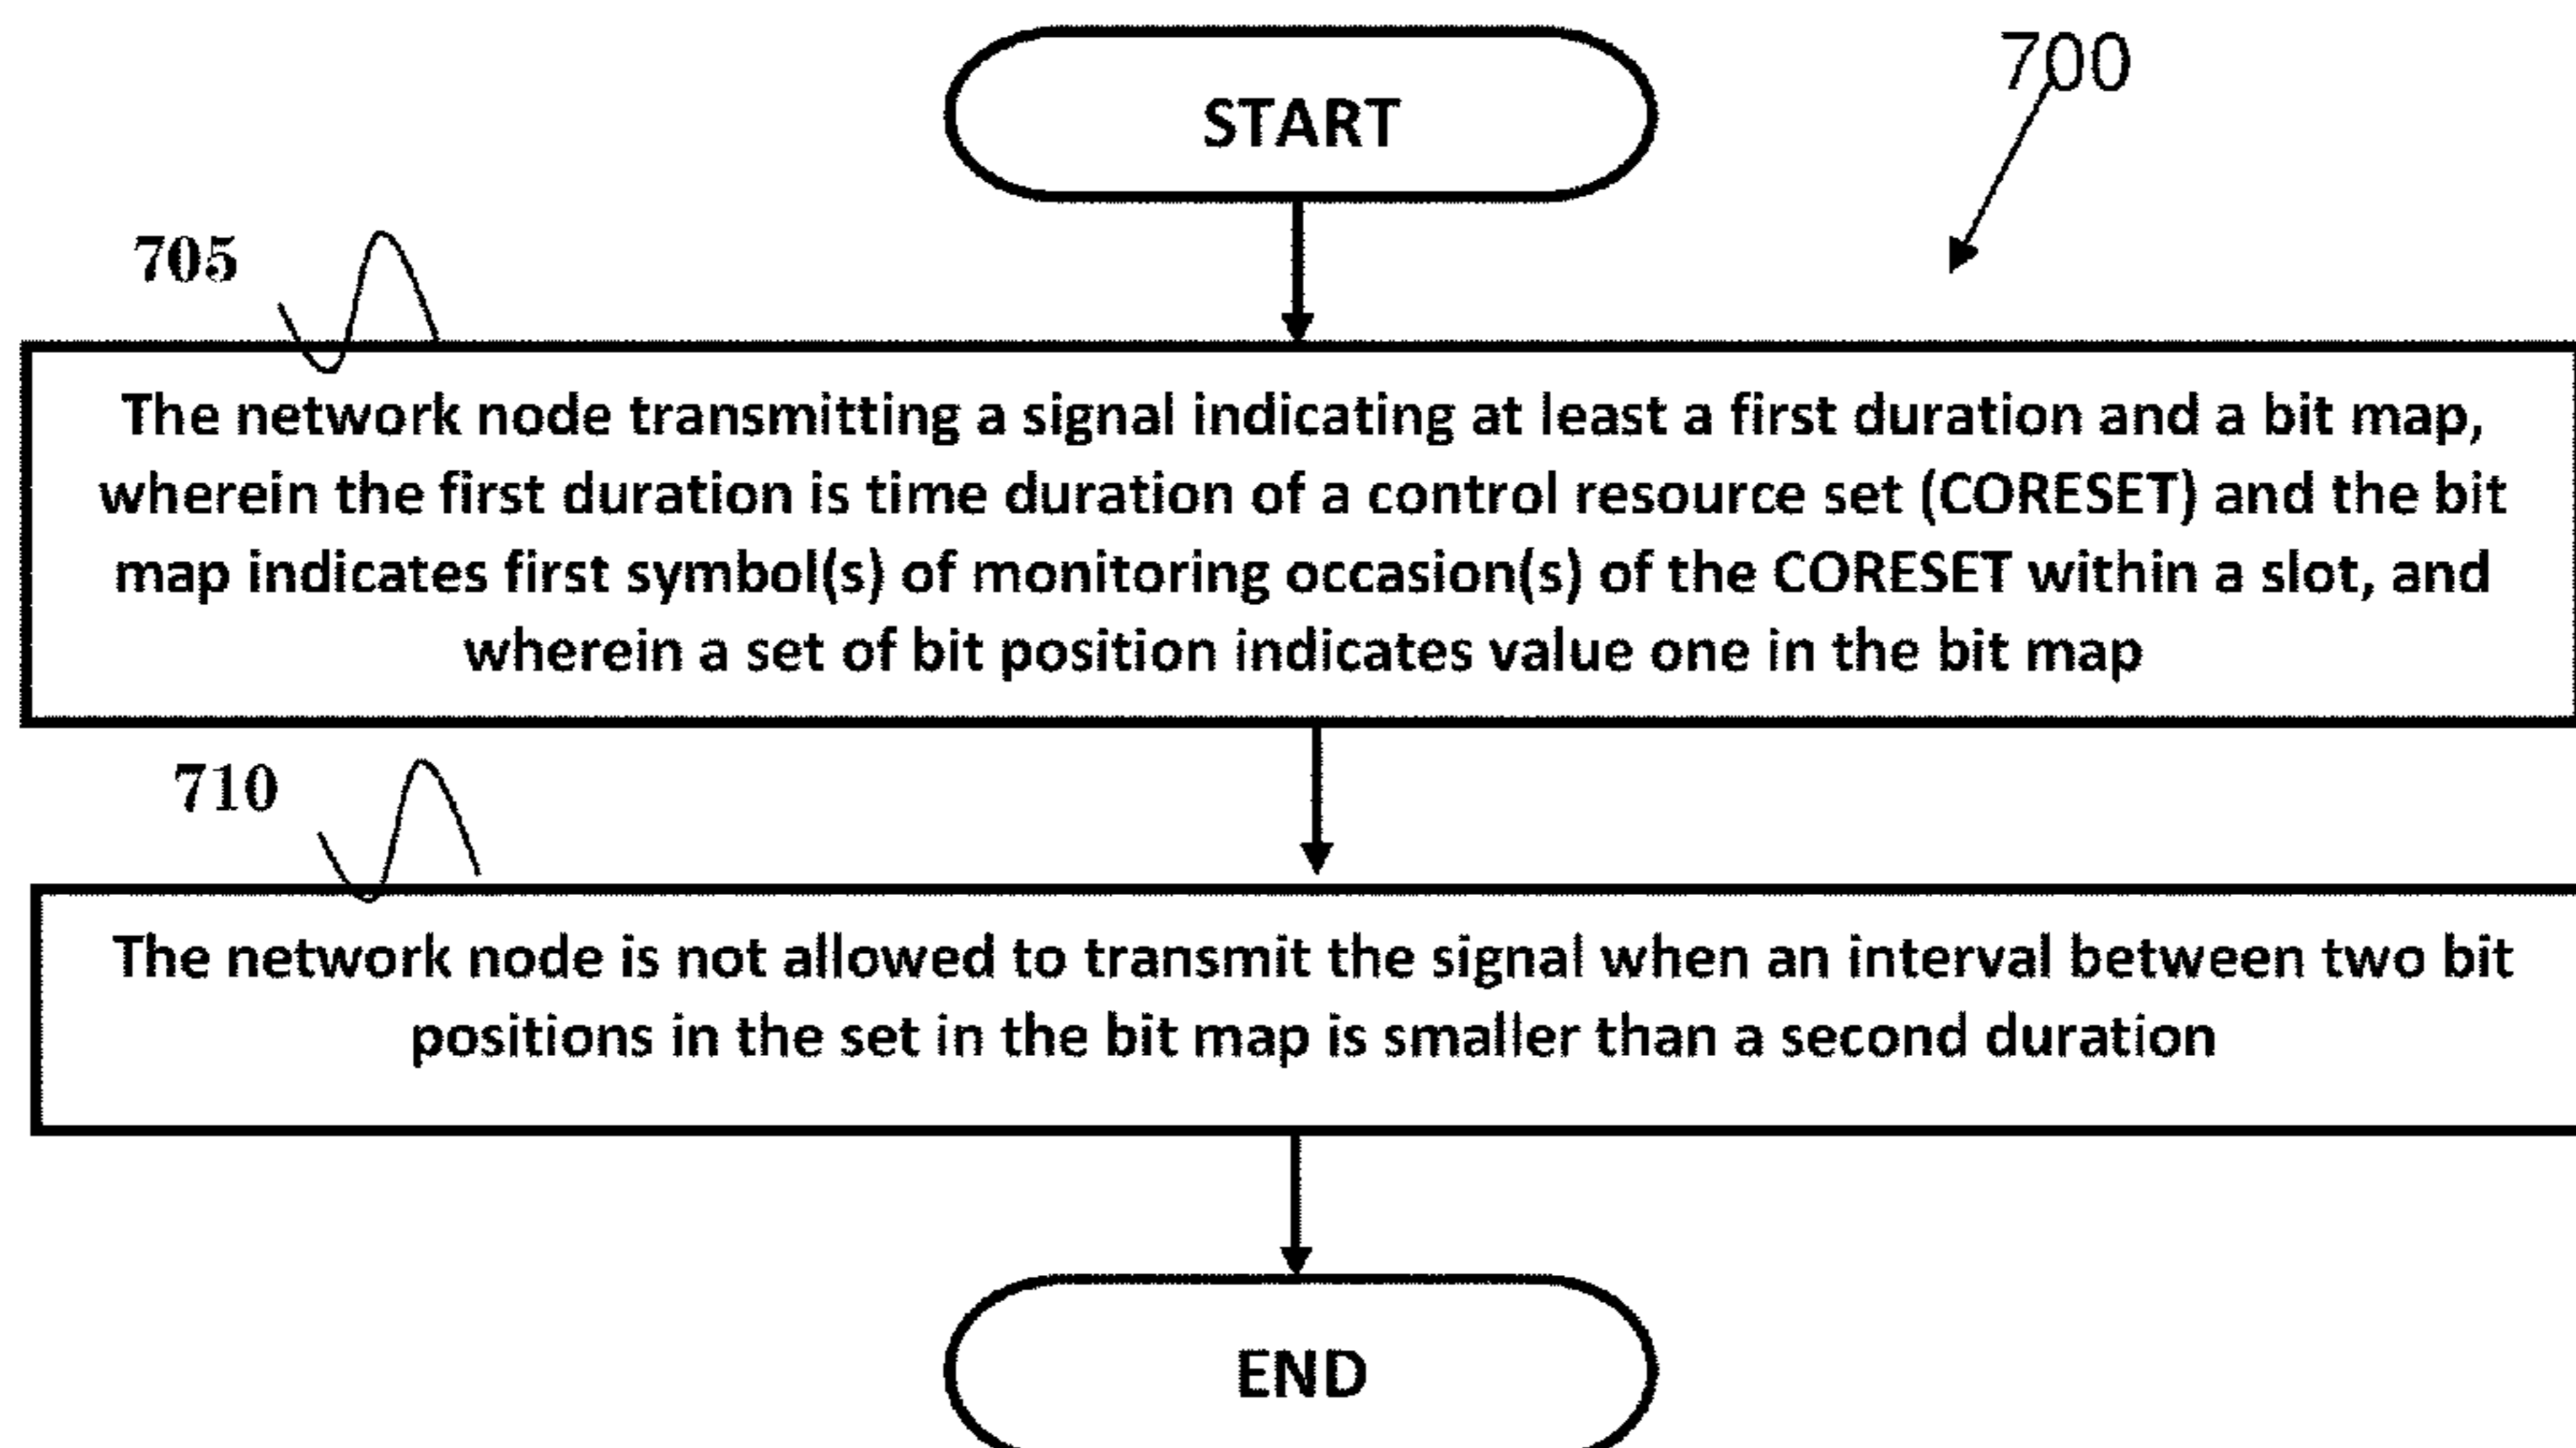 START
700
705
The network node transmitting a signal indicating at least a first duration and a bit map,
wherein the first duration is time duration of a control resource set (CORESET) and the bit
map indicates first symbol(s) of monitoring occasion(s) of the CORESET within a slot, and
wherein a set of bit position indicates value one in the bit map
710
The network node is not allowed to transmit the signal when an interval between two bit
positions in the set in the bit map is smaller than a second duration
END